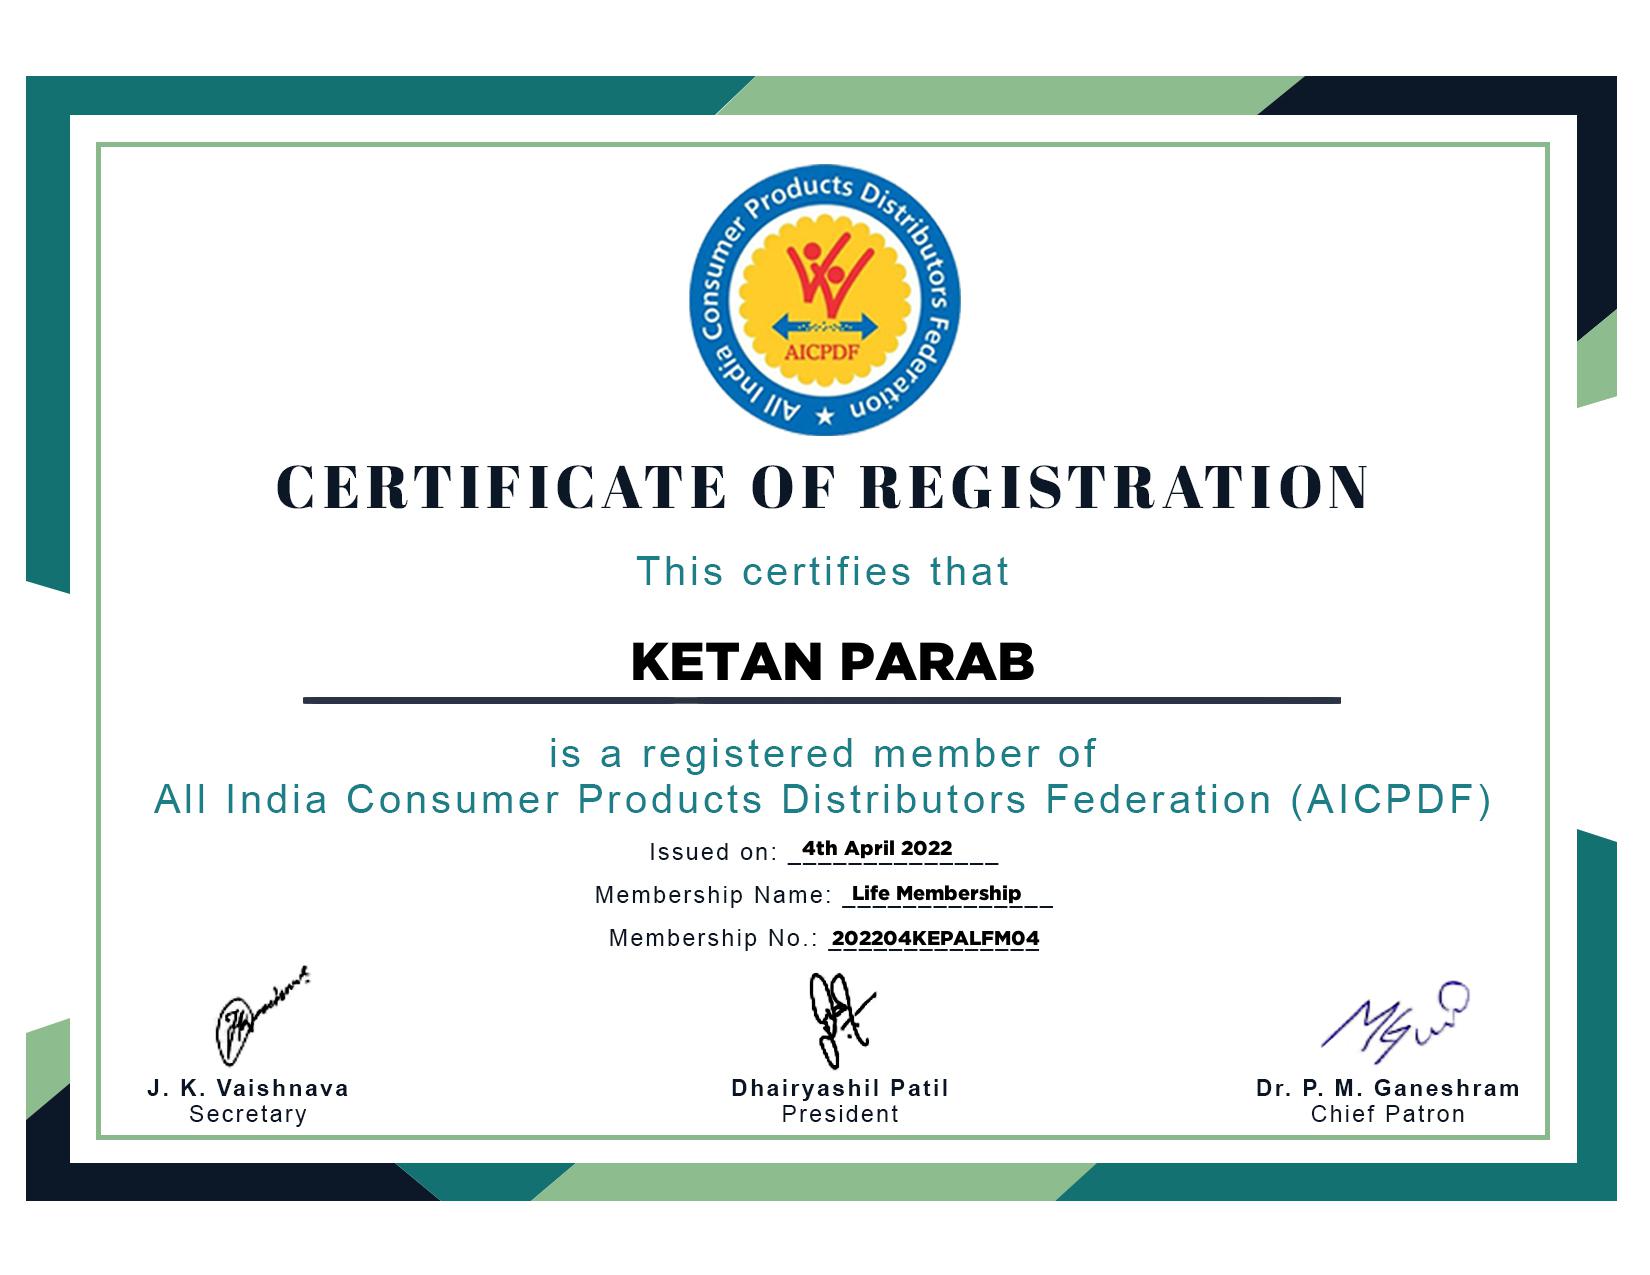 All India Consumer Products Distributors Federation
AICPDF
CERTIFICATE OF REGISTRATION
This certifies that
KETAN PARAB
is a registered member of
All India Consumer Products Distributors Federation (AICPDF)
Issued on: 4th April 2022
Membership Name: Life Membership
Membership No.: 202204KEPALFM04
J. K. Vaishnava
Secretary
Dhairyashil Patil
President
Dr. P. M. Ganeshram
Chief Patron